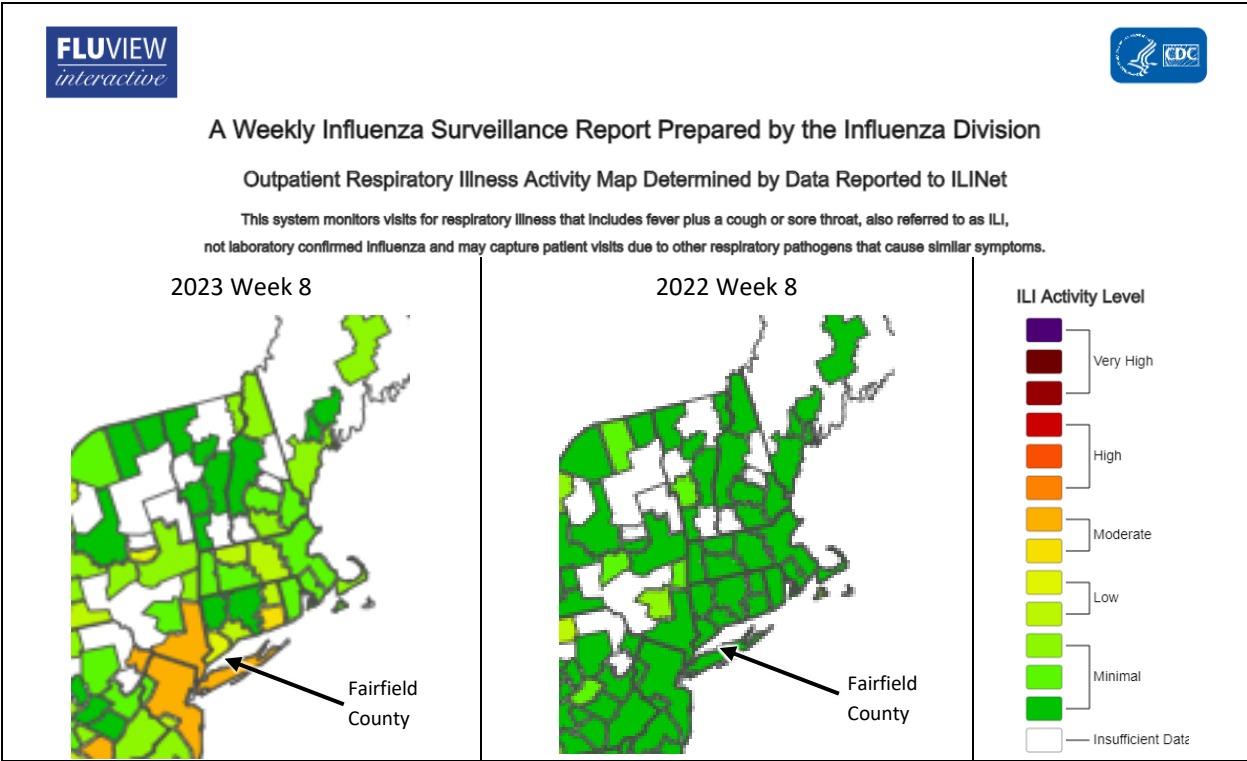 FLUVIEW
interactive
CDC
A Weekly Influenza Surveillance Report Prepared by the Influenza Division
Outpatient Respiratory Illness Activity Map Determined by Data Reported to ILINet
This system monitors visits for respiratory illness that includes fever plus a cough or sore throat, also referred to as ILI,
not laboratory confirmed influenza and may capture patient visits due to other respiratory pathogens that cause similar symptoms.
2023 Week 8
Fairfield
County
2022 Week 8
Fairfield
County
ILI Activity Level
Very High
High
Moderate
Low
Minimal
Insufficient Data